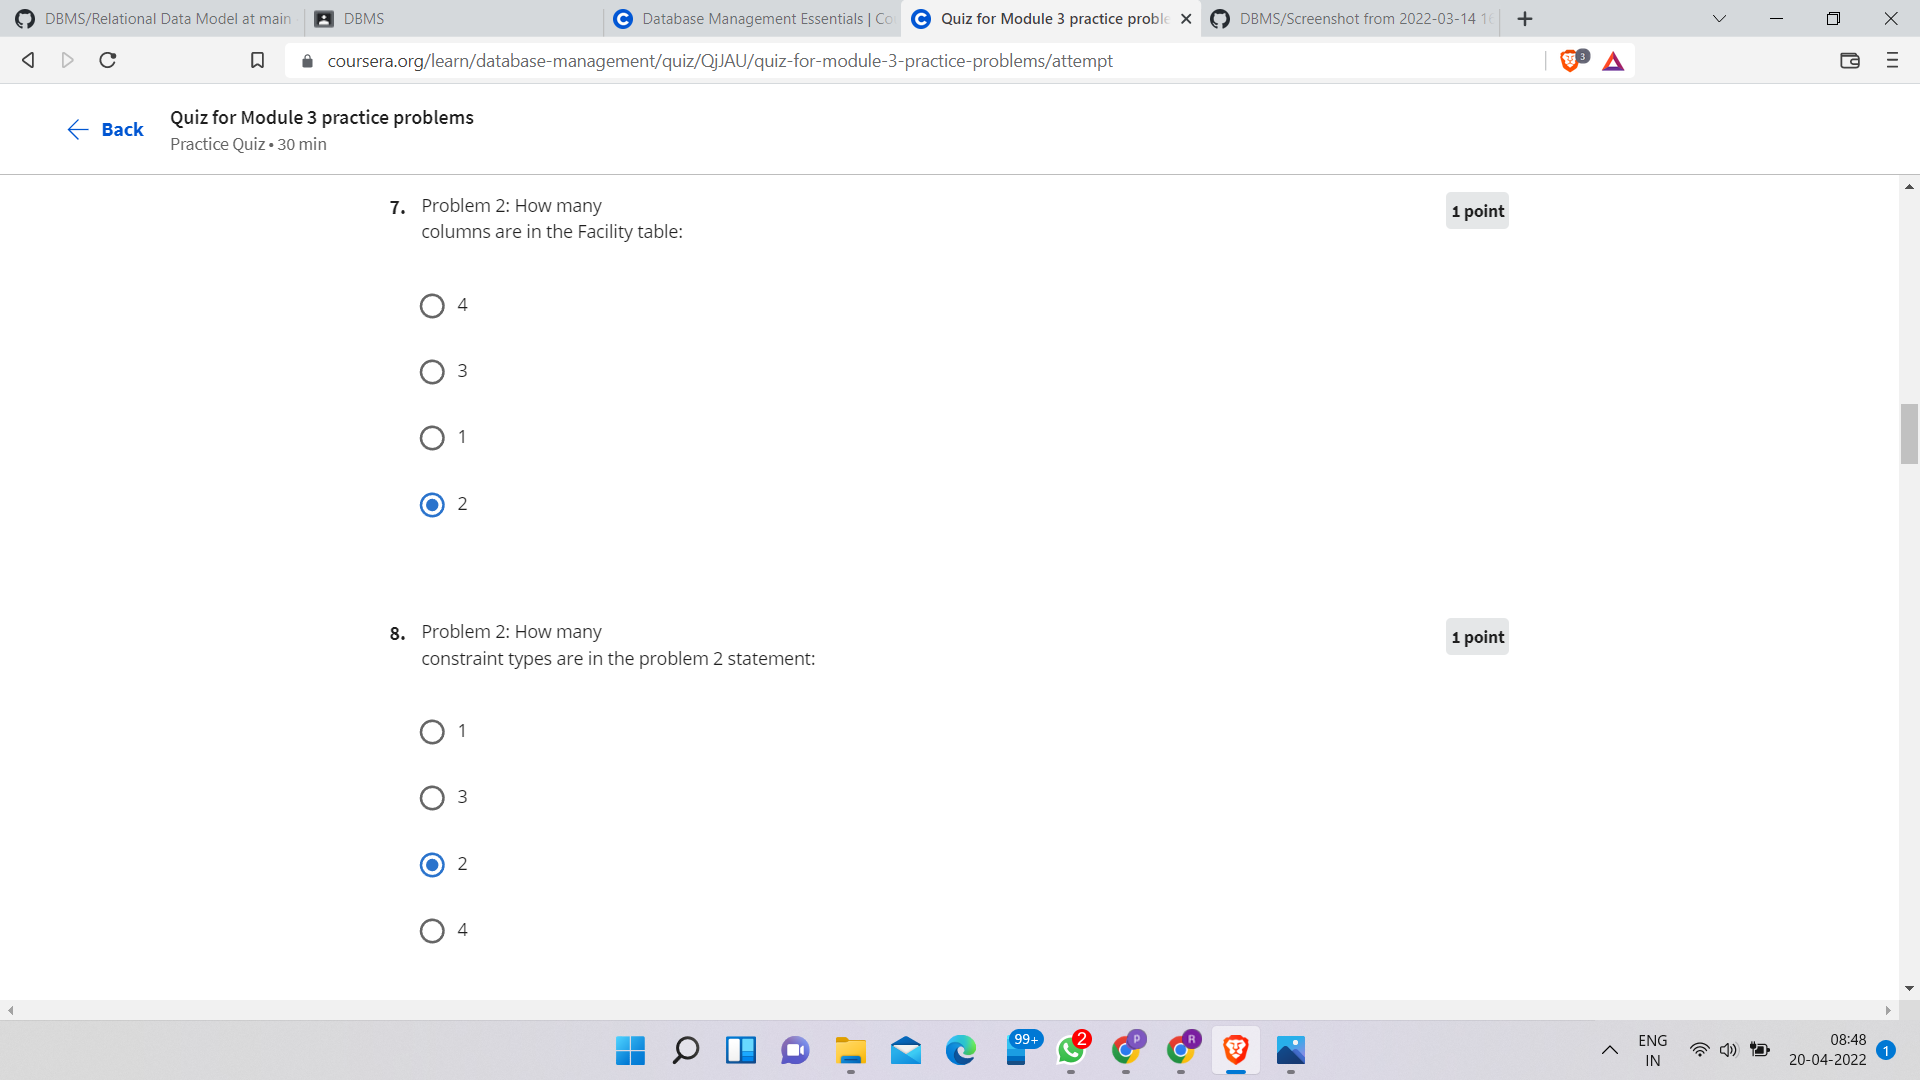 DBMS/Relational Data Model at main
DBMS
Database Management Essentials | Co
Quiz for Module 3 practice proble
DBMS/Screenshot from 2022-03-14 16
coursera.org/learn/database-management/quiz/QjJAU/quiz-for-module-3-practice-problems/attempt
3
Back
Quiz for Module 3 practice problems
Practice Quiz • 30 min
7. Problem 2: How many
columns are in the Facility table:
1 point
4
3
1
2
8. Problem 2: How many
constraint types are in the problem 2 statement:
1 point
1
3
2
4
99+
2
P
R
ENG
IN
08:48
20-04-2022
1